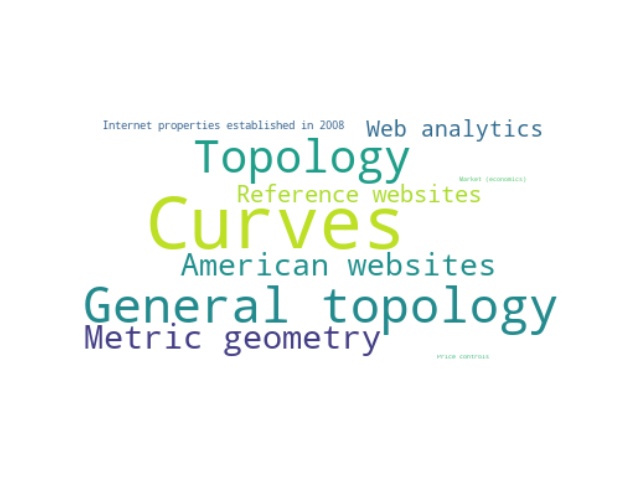 Internet properties established in 2008
Web analytics
Topology
Market (economics)
Reference websites
Curves
American websites
General topology
Metric geometry
Price controls